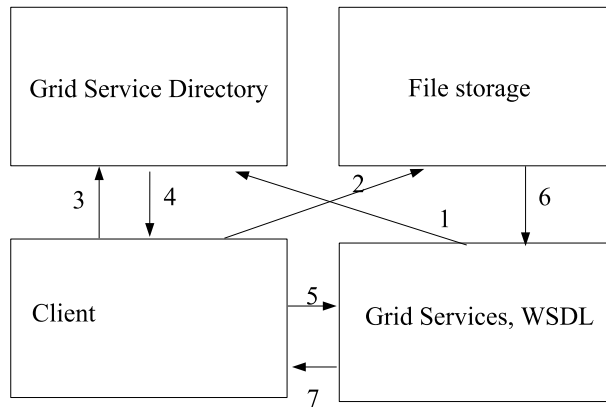 Grid Service Directory
File storage
3
4
2
1
6
Client
5
Grid Services, WSDL
7